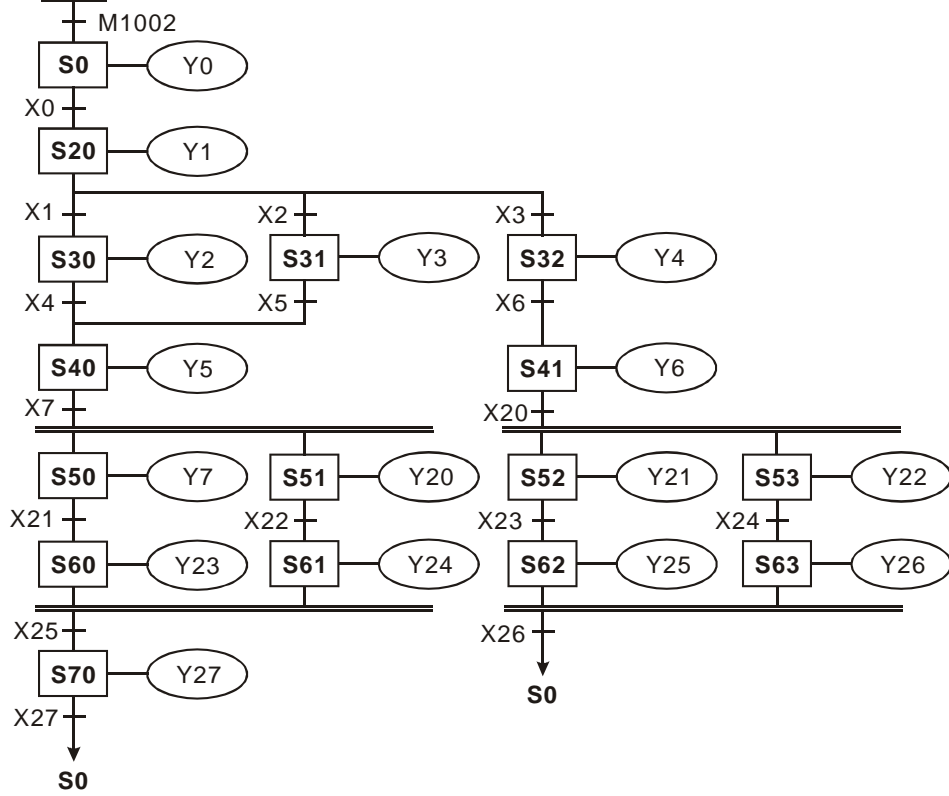 M1002
S0 Y0
X0
S20 Y1
X1 X2 X3
S30 Y2 S31 Y3 S32 Y4
X4 X5 X6
S40 Y5 S41 Y6
X7 X20
S50 Y7 S51 Y20 S52 Y21 S53 Y22
X21 X22 X23 X24
S60 Y23 S61 Y24 S62 Y25 S63 Y26
X25 X26
S70 Y27 S0
X27
S0